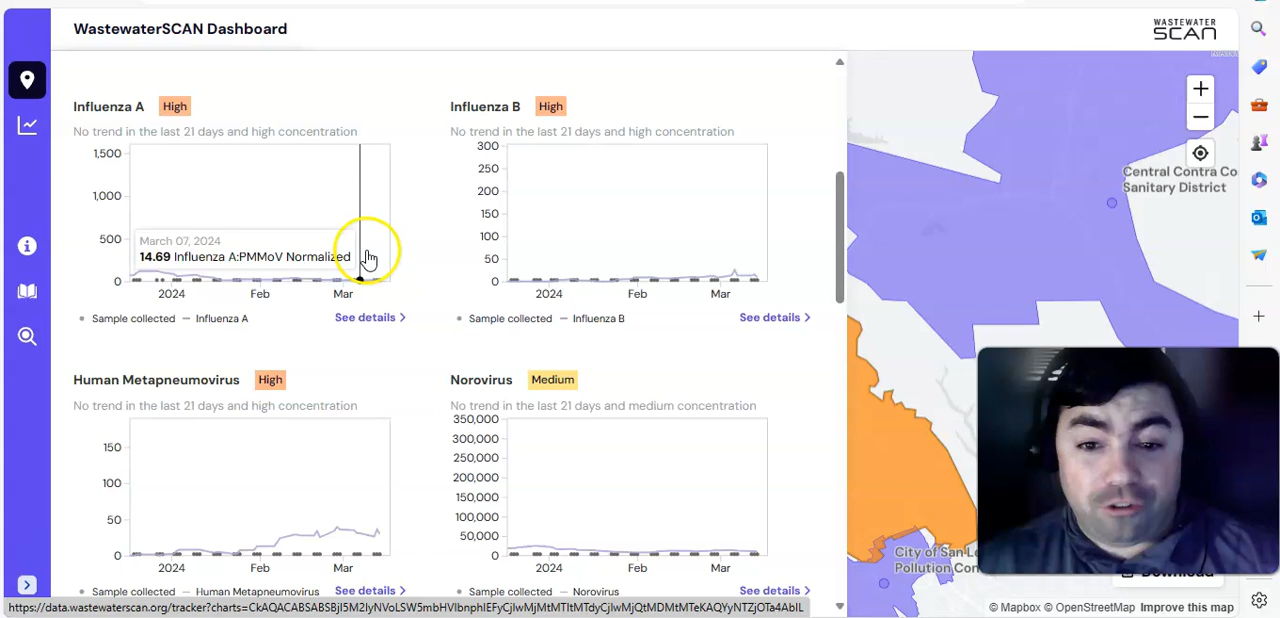 WastewaterSCAN Dashboard
WASTEWATER
SCAN
Influenza A High
No trend in the last 21 days and high concentration
1,500
1,000
500
0
March 07, 2024
14.69 Influenza A:PMMoV Normalized
2024 Feb Mar
Sample collected Influenza A
See details
Influenza B High
No trend in the last 21 days and high concentration
300
250
200
150
100
50
0
2024 Feb Mar
Sample collected Influenza B
See details
Human Metapneumovirus High
No trend in the last 21 days and high concentration
150
100
50
0
2024 Feb Mar
Sample collected Human Metapneumovirus
See details
Norovirus Medium
No trend in the last 21 days and medium concentration
350,000
300,000
250,000
200,000
150,000
100,000
50,000
0
2024 Feb Mar
Sample collected Norovirus
See details
Central Contra Co
Sanitary District
City of San Le
Pollution Con
Download
© Mapbox © OpenStreetMap Improve this map